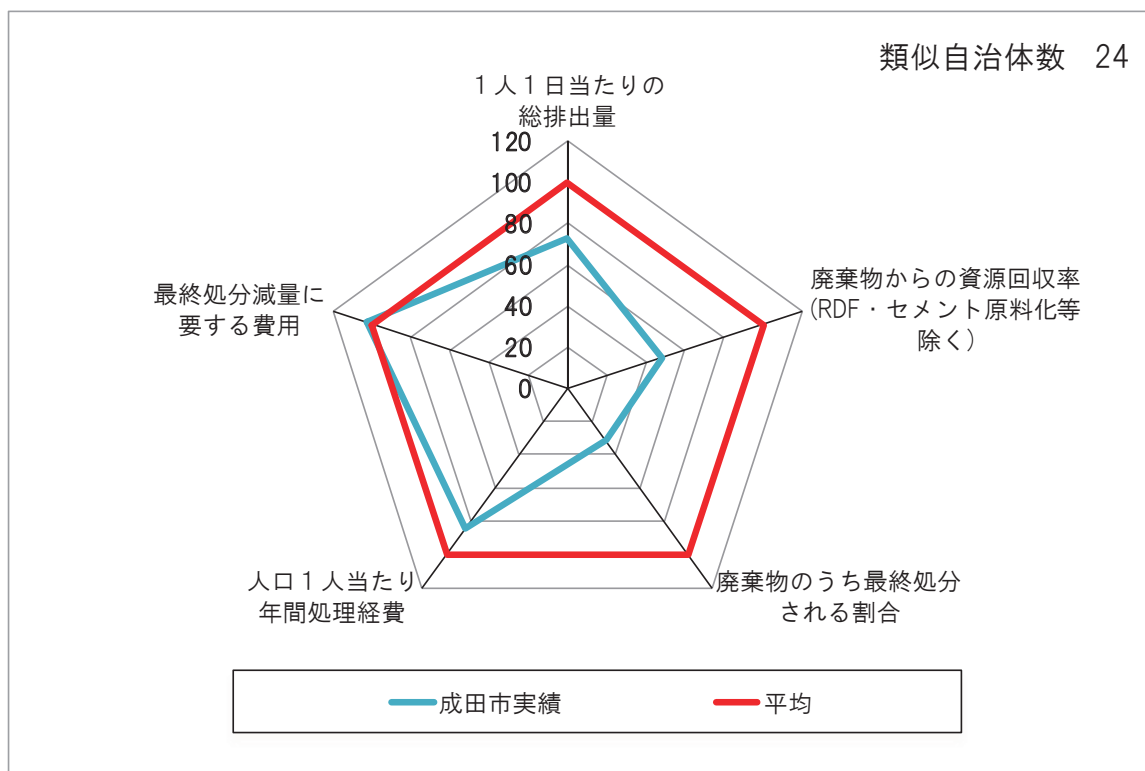 類似自治体数 24
1人1日当たりの
総排出量
120
100
80
60
40
20
0
廃棄物からの資源回収率
(RDF・セメント原料化等
除く)
廃棄物のうち最終処分
される割合
人口1人当たり
年間処理経費
最終処分減量に
要する費用
成田市実績
平均